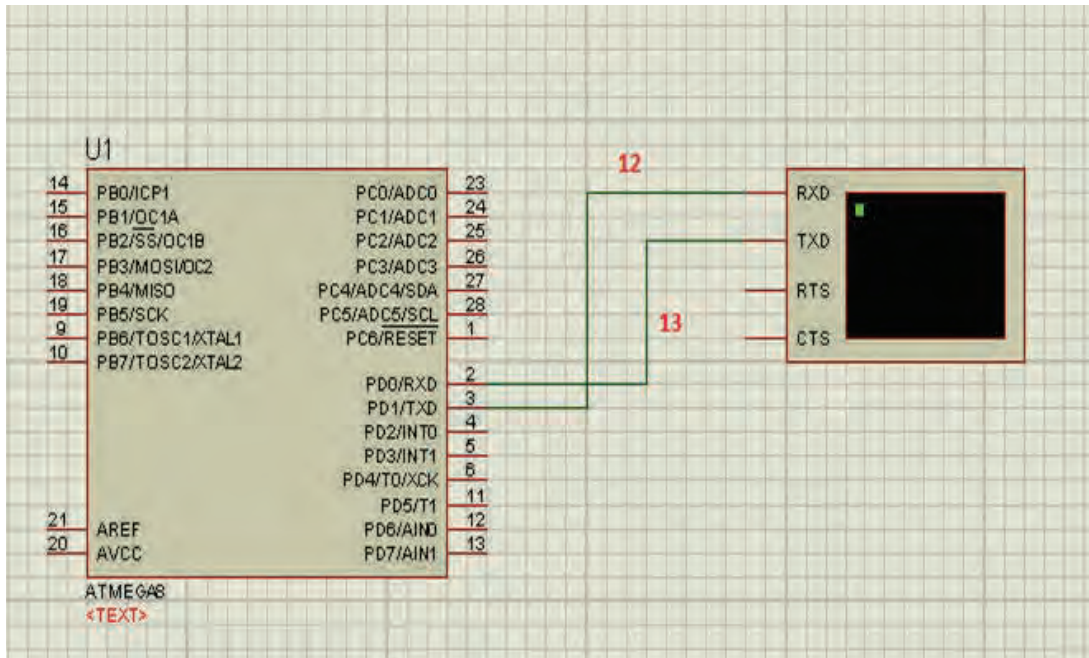 U1
14 PB0/ICP1
15 PB1/OC1A
16 PB2/SS/OC1B
17 PB3/MOSI/OC2
18 PB4/MISO
19 PB5/SCK
9 PB6/TOSC1/XTAL1
10 PB7/TOSC2/XTAL2
21 AREF
20 AVCC
PC0/ADC0 23
PC1/ADC1 24
PC2/ADC2 25
PC3/ADC3 26
PC4/ADC4/SDA 27
PC5/ADC5/SCL 28
PC6/RESET 1
PD0/RXD 2
PD1/TXD 3
PD2/INT0 4
PD3/INT1 5
PD4/T0/XCK 6
PD5/T1 11
PD6/AIN0 12
PD7/AIN1 13
ATMEGA8
<TEXT>
12
13
RXD
TXD
RTS
CTS